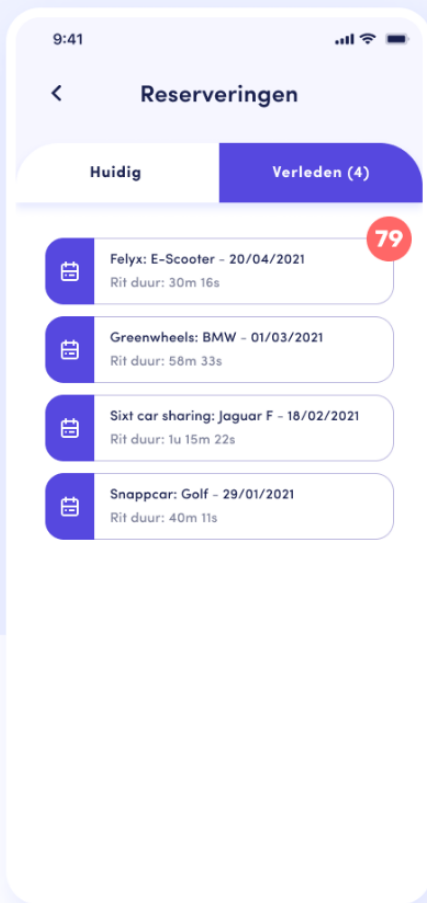 9:41
Reserveringen
Huidig
Verleden (4)
79
Felyx: E-Scooter - 20/04/2021
Rit duur: 30m 16s
Greenwheels: BMW - 01/03/2021
Rit duur: 58m 33s
Sixt car sharing: Jaguar F - 18/02/2021
Rit duur: 1u 15m 22s
Snappcar: Golf - 29/01/2021
Rit duur: 40m 11s